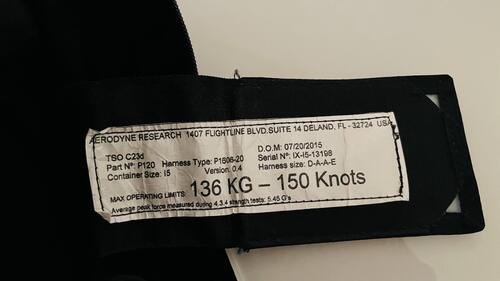 AERODYNE RESEARCH 1407 FLIGHTLINE BLVD.SUITE 14 DELAND, FL - 32724 USA
TSO C23d D.O.M: 07/20/2015
Part Nº: P120 Harness Type: P1606-20 Serial Nº: IX-I5-13198
Container Size: I5 Version: 0.4 Harness size: D-A-A-E
MAX OPERATING LIMITS: 136 KG – 150 Knots
Average peak force measured during 4.3.4 strength tests: 5.45 G's